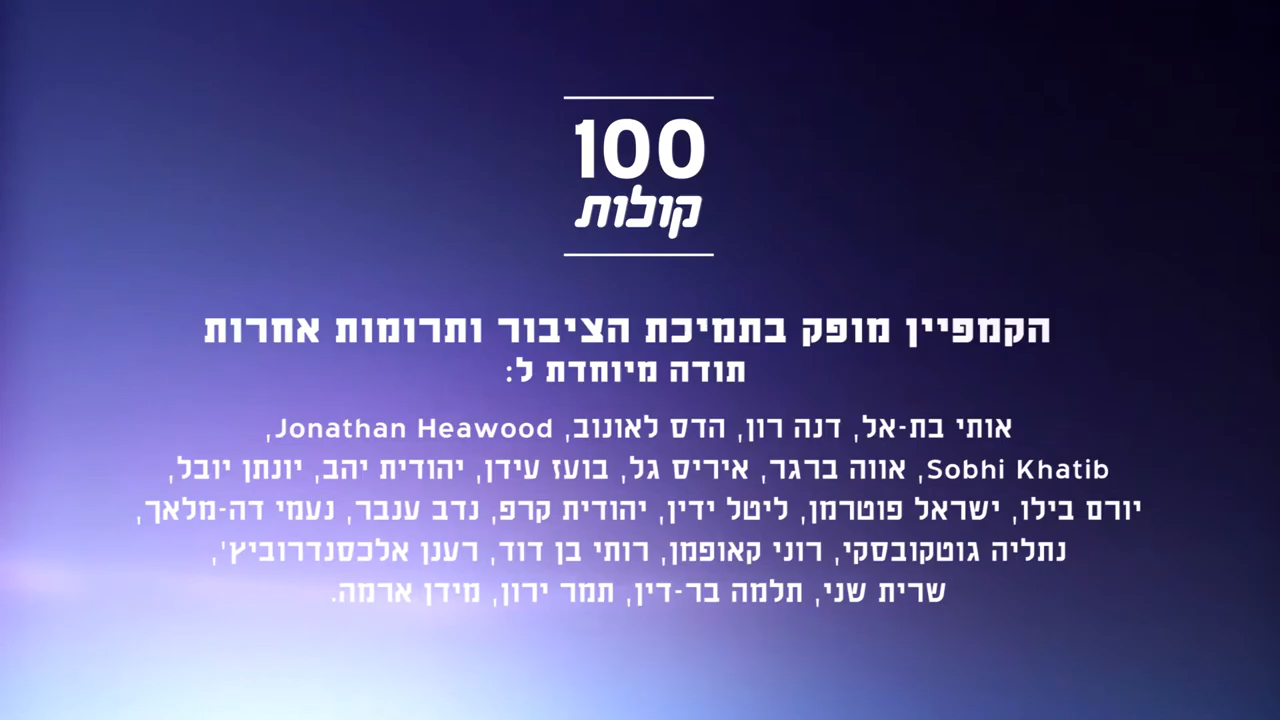 100
קולות
הקמפיין מופק בתמיכת הציבור ותרומות אחרות
תודה מיוחדת ל:
אותי בת-אל, דנה רון, הדס לאונוב, Jonathan Heawood,
Sobhi Khatib, אווה ברגר, איריס גל, בועז עידן, יהודית יהב, יונתן יובל,
יורם בילו, ישראל פוטרמן, ליטל ידין, יהודית קרפ, נדב ענבר, נעמי דה-מלאך,
נתליה גוטקובסקי, רוני קאופמן, רותי בן דוד, רענן אלכסנדרוביץ',
שרית שני, תלמה בר-דין, תמר ירון, מידן ארמה.